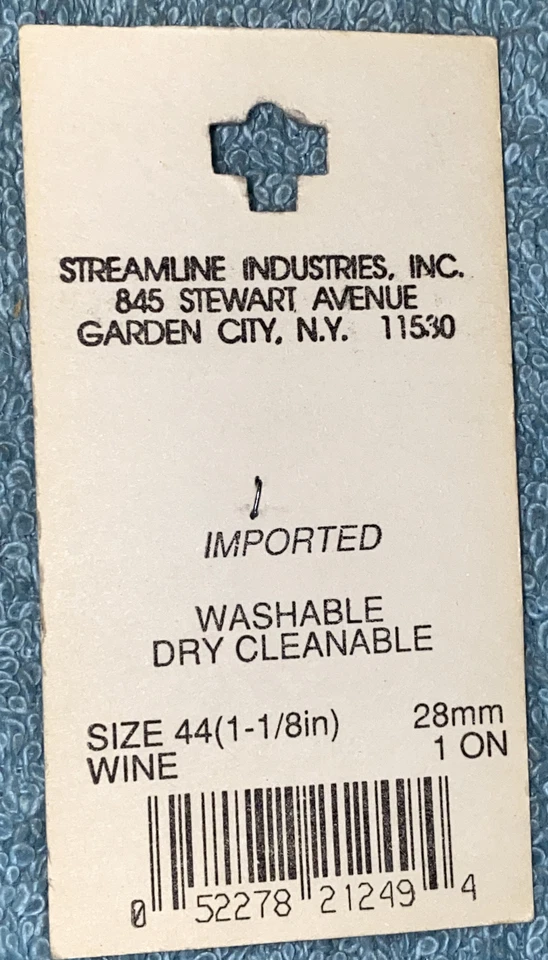 STREAMLINE INDUSTRIES, INC.
845 STEWART AVENUE
GARDEN CITY, N.Y. 11530
IMPORTED
WASHABLE
DRY CLEANABLE
SIZE 44(1-1/8in) 28mm
WINE 1 ON
0 52278 21249 4